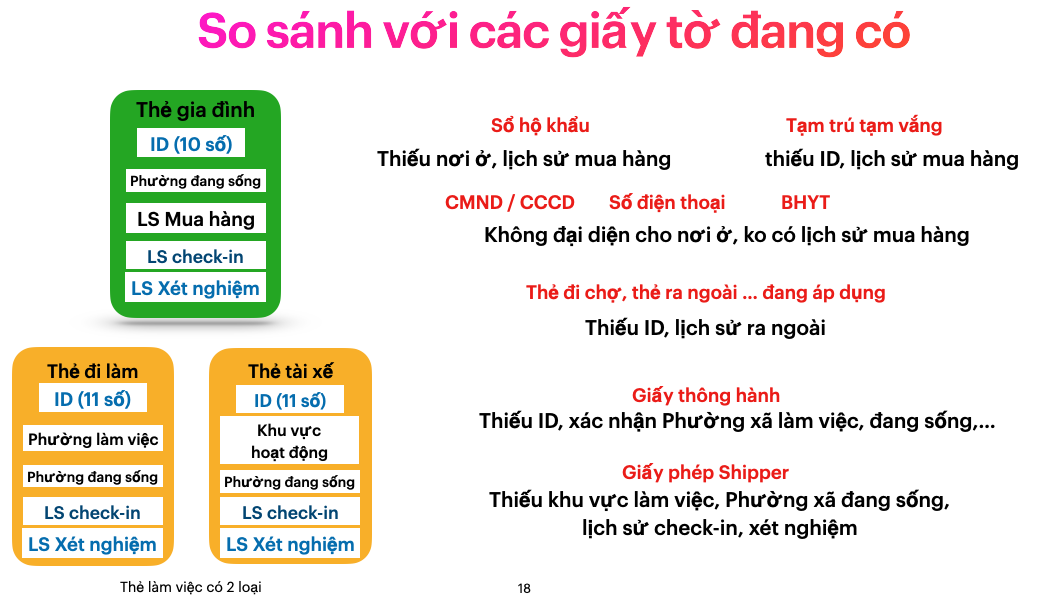 So sánh với các giấy tờ đang có
Thẻ gia đình
ID (10 số)
Phường đang sống
LS Mua hàng
LS check-in
LS Xét nghiệm
Sổ hộ khẩu
Thiếu nơi ở, lịch sử mua hàng
Tạm trú tạm vắng
thiếu ID, lịch sử mua hàng
CMND / CCCD
Số điện thoại
BHYT
Không đại diện cho nơi ở, ko có lịch sử mua hàng
Thẻ đi chợ, thẻ ra ngoài ... đang áp dụng
Thiếu ID, lịch sử ra ngoài
Thẻ đi làm
ID (11 số)
Phường làm việc
Phường đang sống
LS check-in
LS Xét nghiệm
Thẻ tài xế
ID (11 số)
Khu vực
hoạt động
Phường đang sống
LS check-in
LS Xét nghiệm
Giấy thông hành
Thiếu ID, xác nhận Phường xã làm việc, đang sống,...
Giấy phép Shipper
Thiếu khu vực làm việc, Phường xã đang sống,
lịch sử check-in, xét nghiệm
Thẻ làm việc có 2 loại
18